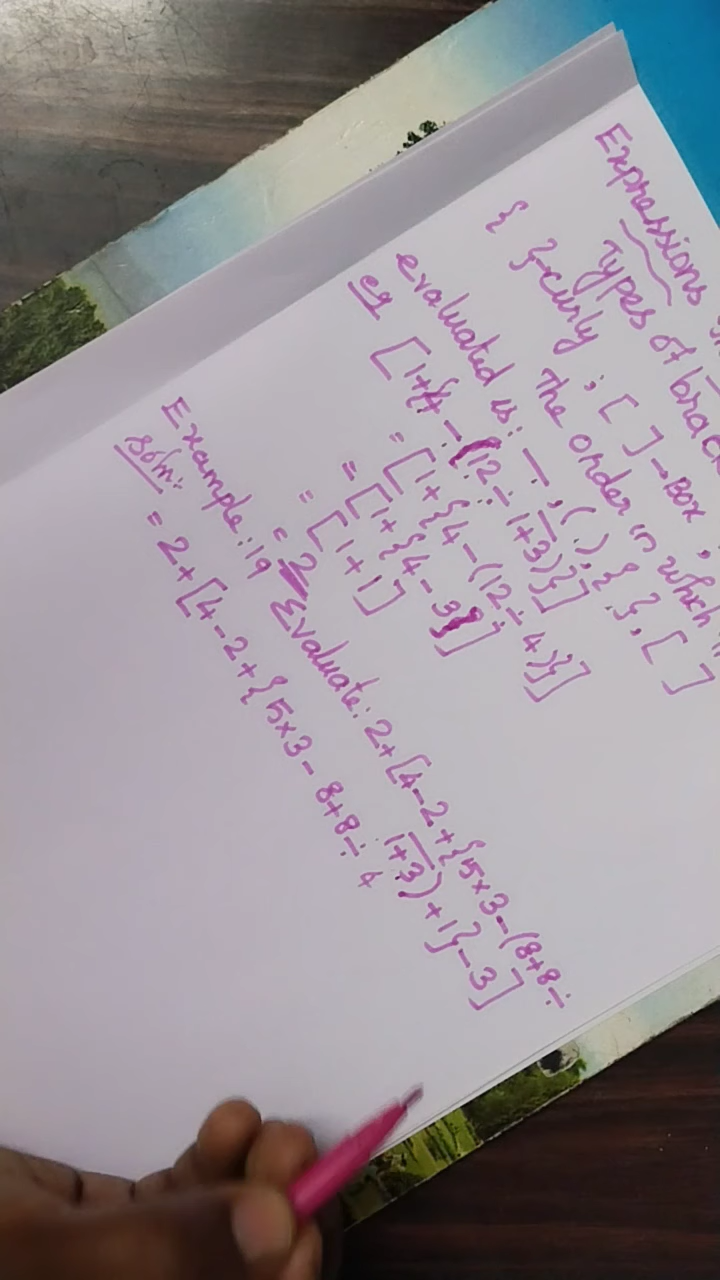 Expressions
Types of brac
{ }-curly ; [ ] → Box ,
The order in which
evaluated is: —, ( ), { }, [ ]
eg [1+{4-(12÷1+3)}]
= [1+{4-(12÷4)}]
= [1+{4-3}]
= [1+1]
= 2
Example:19 Evaluate: 2+[4-2+{5×3-(8+8÷
1+3)+1}-3]
Soln:
= 2+[4-2+{5×3-8+8÷4